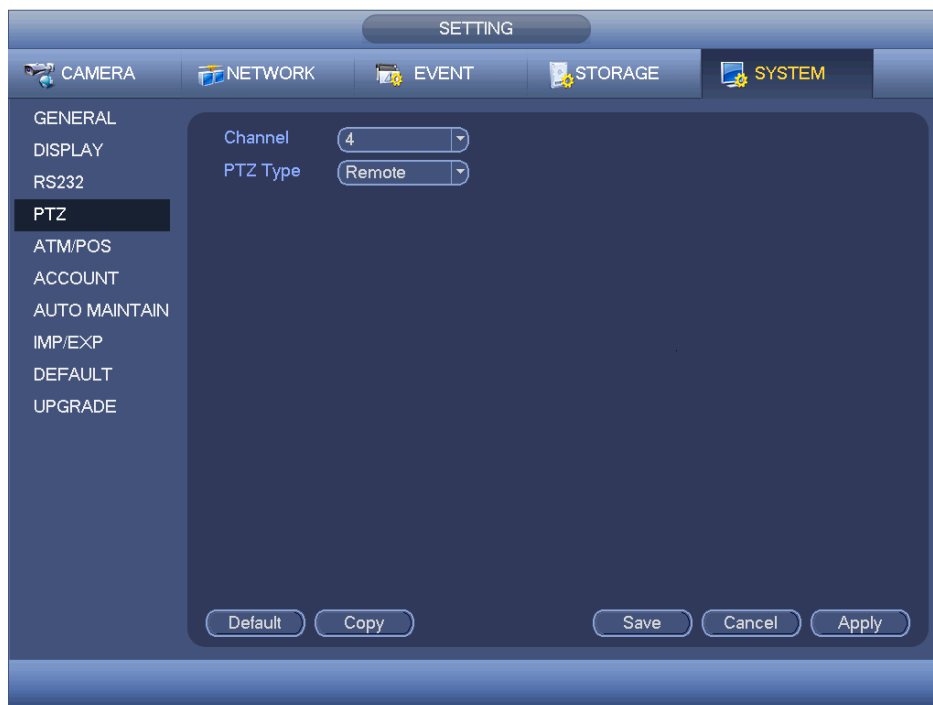 SETTING
CAMERA NETWORK EVENT STORAGE SYSTEM
GENERAL
DISPLAY
RS232
PTZ
ATM/POS
ACCOUNT
AUTO MAINTAIN
IMP/EXP
DEFAULT
UPGRADE
Channel 4
PTZ Type Remote
Default Copy Save Cancel Apply